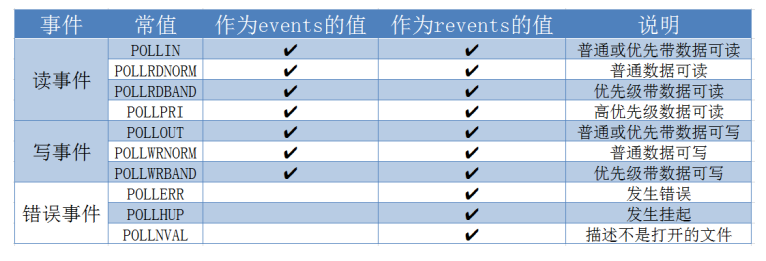 事件 常值 作为events的值 作为revents的值 说明
读事件 POLLIN ✔ ✔ 普通或优先带数据可读
POLLRDNORM ✔ ✔ 普通数据可读
POLLRDBAND ✔ ✔ 优先级带数据可读
POLLPRI ✔ ✔ 高优先级数据可读
写事件 POLLOUT ✔ ✔ 普通或优先带数据可写
POLLWRNORM ✔ ✔ 普通数据可写
POLLWRBAND ✔ ✔ 优先级带数据可写
错误事件 POLLERR ✔ 发生错误
POLLHUP ✔ 发生挂起
POLLNVAL ✔ 描述不是打开的文件